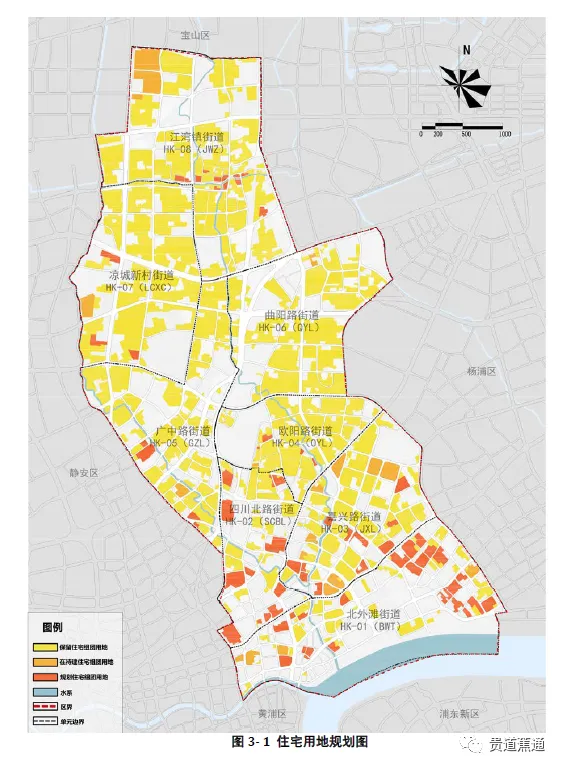 宝山区
N
0 200 500 1000
江湾镇街道
HK-08（JWZ）
凉城新村街道
HK-07（LCXC）
曲阳路街道
HK-06（QYL）
杨浦区
广中路街道
HK-05（GZL）
欧阳路街道
HK-04（OYL）
静安区
四川北路街道
HK-02（SCBL）
嘉兴路街道
HK-03（JXL）
北外滩街道
HK-01（BWT）
图例
保留住宅组团用地
在待建住宅组团用地
规划住宅组团用地
水系
区界
单元边界
黄浦区
浦东新区
图 3-1 住宅用地规划图
贵道蕉通